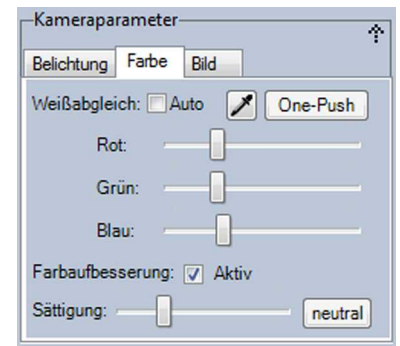 Kameraparameter
Belichtung Farbe Bild
Weißabgleich: Auto One-Push
Rot:
Grün:
Blau:
Farbaufbesserung: Aktiv
Sättigung: neutral